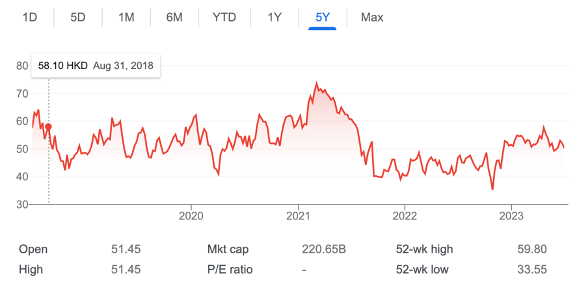 1D 5D 1M 6M YTD 1Y 5Y Max
80
58.10 HKD Aug 31, 2018
70
60
50
40
30
2020 2021 2022 2023
Open 51.45 Mkt cap 220.65B 52-wk high 59.80
High 51.45 P/E ratio - 52-wk low 33.55